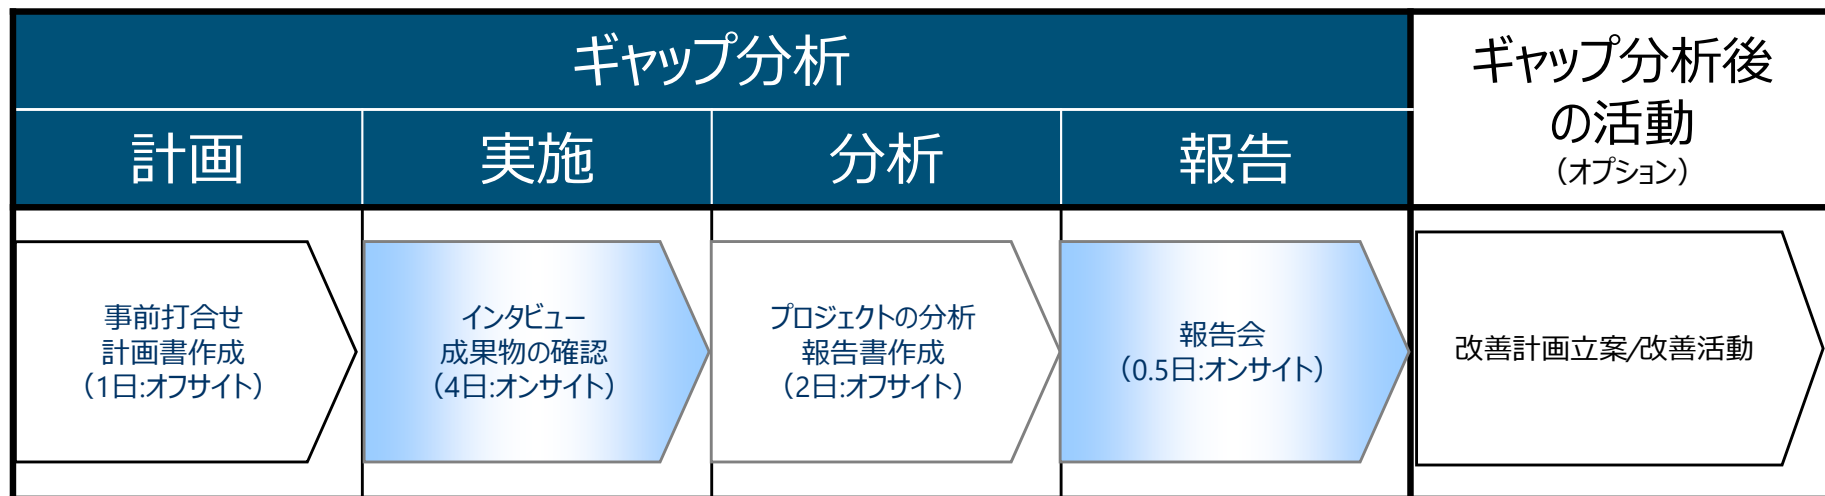 ギャップ分析
ギャップ分析後
の活動
（オプション）
計画
実施
分析
報告
事前打合せ
計画書作成
（1日:オフサイト）
インタビュー
成果物の確認
（4日:オンサイト）
プロジェクトの分析
報告書作成
（2日:オフサイト）
報告会
（0.5日:オンサイト）
改善計画立案/改善活動